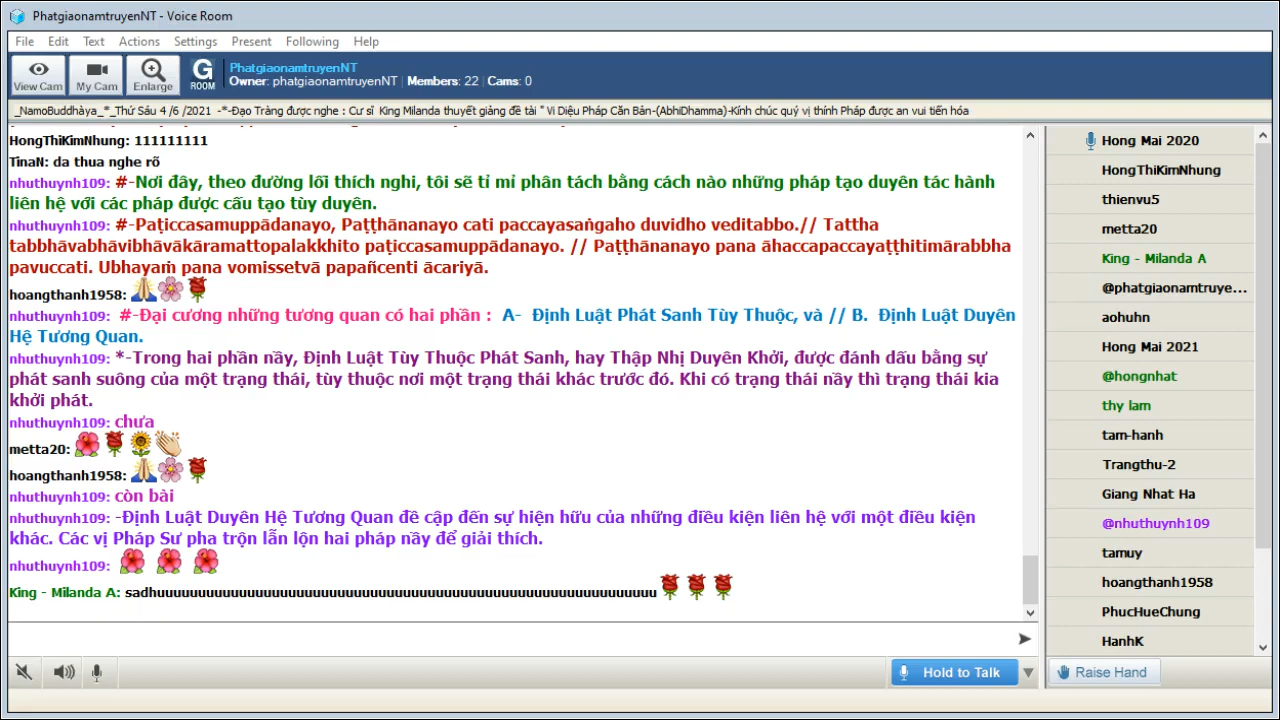 PhatgiaonamtruyenNT - Voice Room
File Edit Text Actions Settings Present Following Help
View Cam My Cam Enlarge G ROOM
PhatgiaonamtruyenNT
Owner: phatgiaonamtruyenNT | Members: 22 | Cams: 0
_NamoBuddhàya_*_Thứ Sáu 4 /6 /2021 -*-Đạo Tràng được nghe : Cư sĩ King Milanda thuyết giảng đề tài " Vi Diệu Pháp Căn Bản-(AbhiDhamma)-Kính chúc quý vị thính Pháp được an vui tiến hóa
HongThiKimNhung: 111111111
TinaN: da thua nghe rõ
nhuthuynh109: #-Nơi đây, theo đường lối thích nghi, tôi sẽ tỉ mỉ phân tách bằng cách nào những pháp tạo duyên tác hành
liên hệ với các pháp được cấu tạo tùy duyên.
nhuthuynh109: #-Paṭiccasamuppādanayo, Paṭṭhānanayo cati paccayasaṅgaho duvidho veditabbo.// Tattha
tabbhāvabhāvibhāvākāramattopalakkhito paṭiccasamuppādanayo. // Paṭṭhānanayo pana āhaccapaccayaṭṭhitimārabbha
pavuccati. Ubhayaṁ pana vomissetvā papañcenti ācariyā.
hoangthanh1958:
nhuthuynh109: #-Đại cương những tương quan có hai phần : A- Định Luật Phát Sanh Tùy Thuộc, và // B. Định Luật Duyên
Hệ Tương Quan.
nhuthuynh109: *-Trong hai phần nầy, Định Luật Tùy Thuộc Phát Sanh, hay Thập Nhị Duyên Khởi, được đánh dấu bằng sự
phát sanh suông của một trạng thái, tùy thuộc nơi một trạng thái khác trước đó. Khi có trạng thái nầy thì trạng thái kia
khởi phát.
nhuthuynh109: chưa
metta20:
hoangthanh1958:
nhuthuynh109: còn bài
nhuthuynh109: -Định Luật Duyên Hệ Tương Quan đề cập đến sự hiện hữu của những điều kiện liên hệ với một điều kiện
khác. Các vị Pháp Sư pha trộn lẫn lộn hai pháp nầy để giải thích.
nhuthuynh109:
King - Milanda A: sadhuuuuuuuuuuuuuuuuuuuuuuuuuuuuuuuuuuuuuuuuuuuuuuuuuuuuuuuuuuuuu
Hold to Talk
Hong Mai 2020
HongThiKimNhung
thienvu5
metta20
King - Milanda A
@phatgiaonamtruye...
aohuhn
Hong Mai 2021
@hongnhat
thy lam
tam-hanh
Trangthu-2
Giang Nhat Ha
@nhuthuynh109
tamuy
hoangthanh1958
PhucHueChung
HanhK
Raise Hand